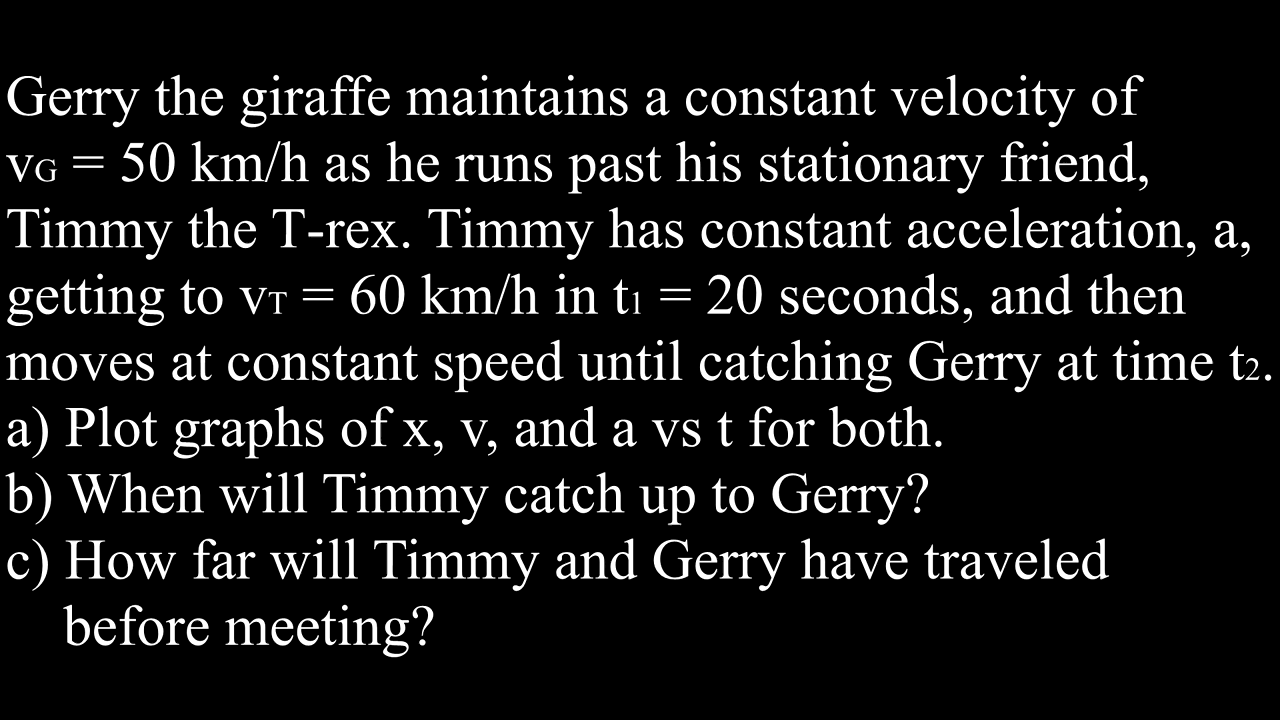 Gerry the giraffe maintains a constant velocity of
v_G = 50 km/h as he runs past his stationary friend,
Timmy the T-rex. Timmy has constant acceleration, a,
getting to v_T = 60 km/h in t₁ = 20 seconds, and then
moves at constant speed until catching Gerry at time t₂.
a) Plot graphs of x, v, and a vs t for both.
b) When will Timmy catch up to Gerry?
c) How far will Timmy and Gerry have traveled
before meeting?